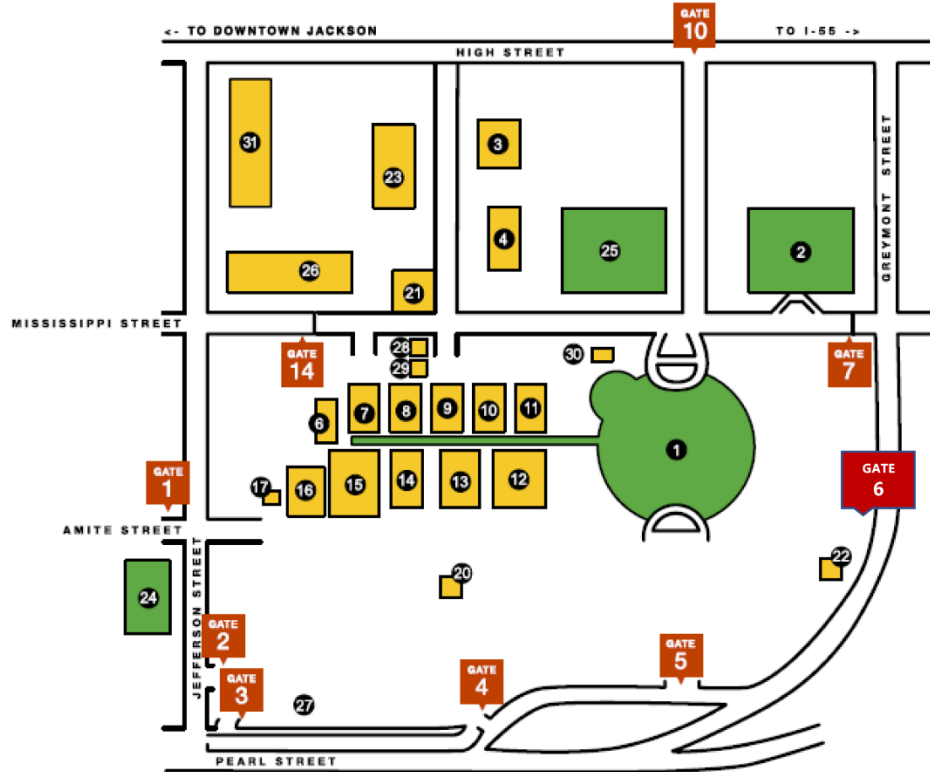 GATE
10
<- TO DOWNTOWN JACKSON
TO I-55 ->
HIGH STREET
31
23
3
GREYMONT STREET
4
25
2
26
21
MISSISSIPPI STREET
GATE
14
28
29
30
GATE
7
6
7
8
9
10
11
1
GATE
1
17
16
15
14
13
12
GATE
6
AMITE STREET
24
JEFFERSON STREET
20
22
GATE
2
GATE
3
27
GATE
4
GATE
5
PEARL STREET